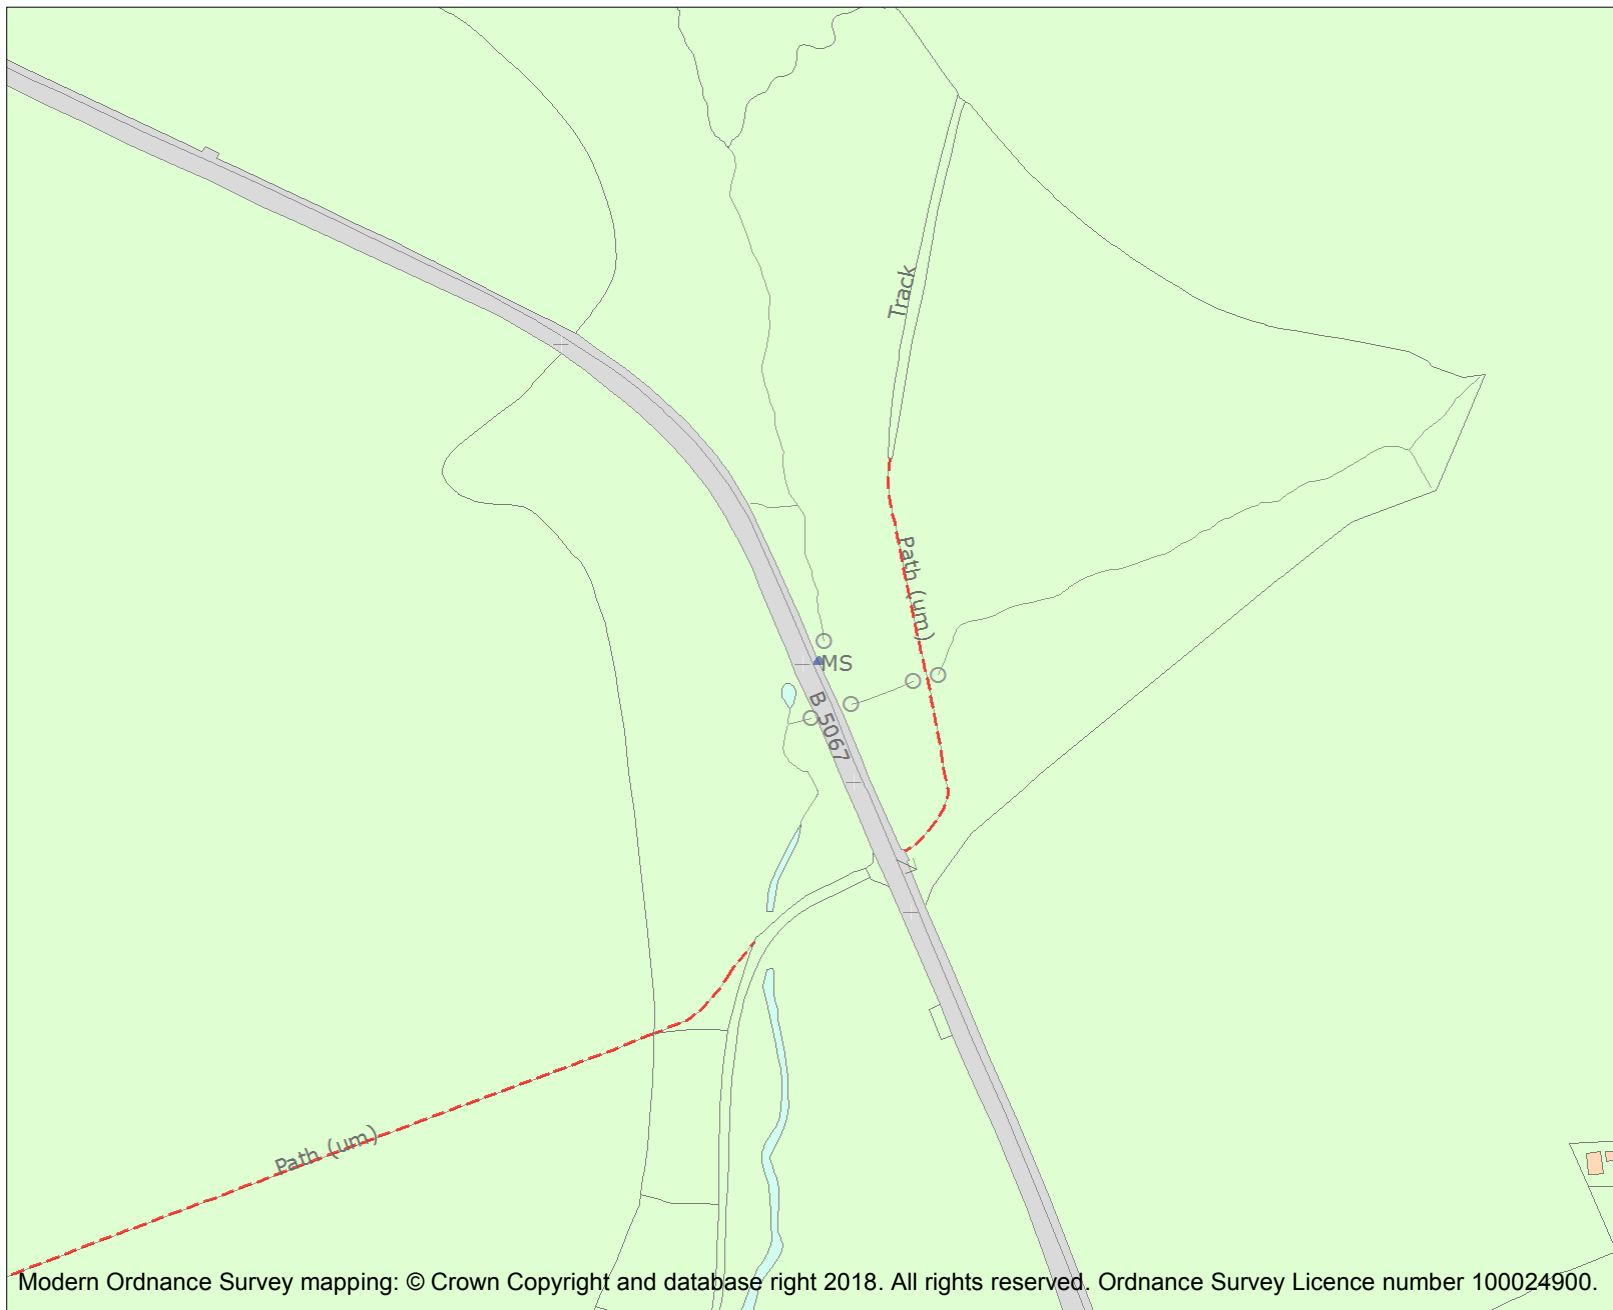 Track
Path (um)
MS
B 5067
Path (um)
Modern Ordnance Survey mapping: © Crown Copyright and database right 2018. All rights reserved. Ordnance Survey Licence number 100024900.